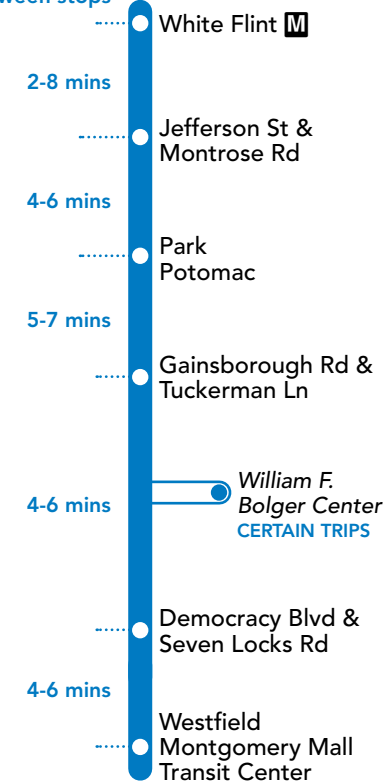 ween stops
White Flint M
2-8 mins
Jefferson St &
Montrose Rd
4-6 mins
Park
Potomac
5-7 mins
Gainsborough Rd &
Tuckerman Ln
4-6 mins
William F.
Bolger Center
CERTAIN TRIPS
Democracy Blvd &
Seven Locks Rd
4-6 mins
Westfield
Montgomery Mall
Transit Center